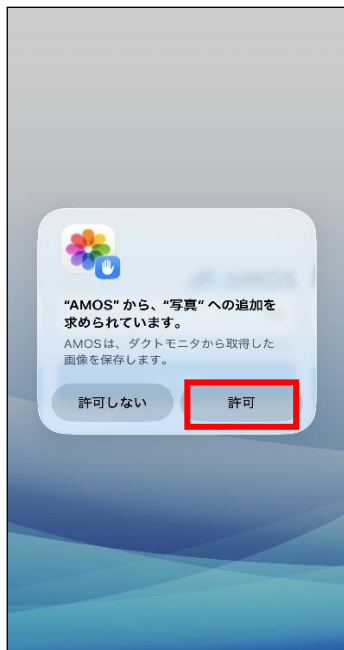 “AMOS” から、“写真” への追加を
求められています。
AMOSは、ダクトモニタから取得した
画像を保存します。
許可しない
許可